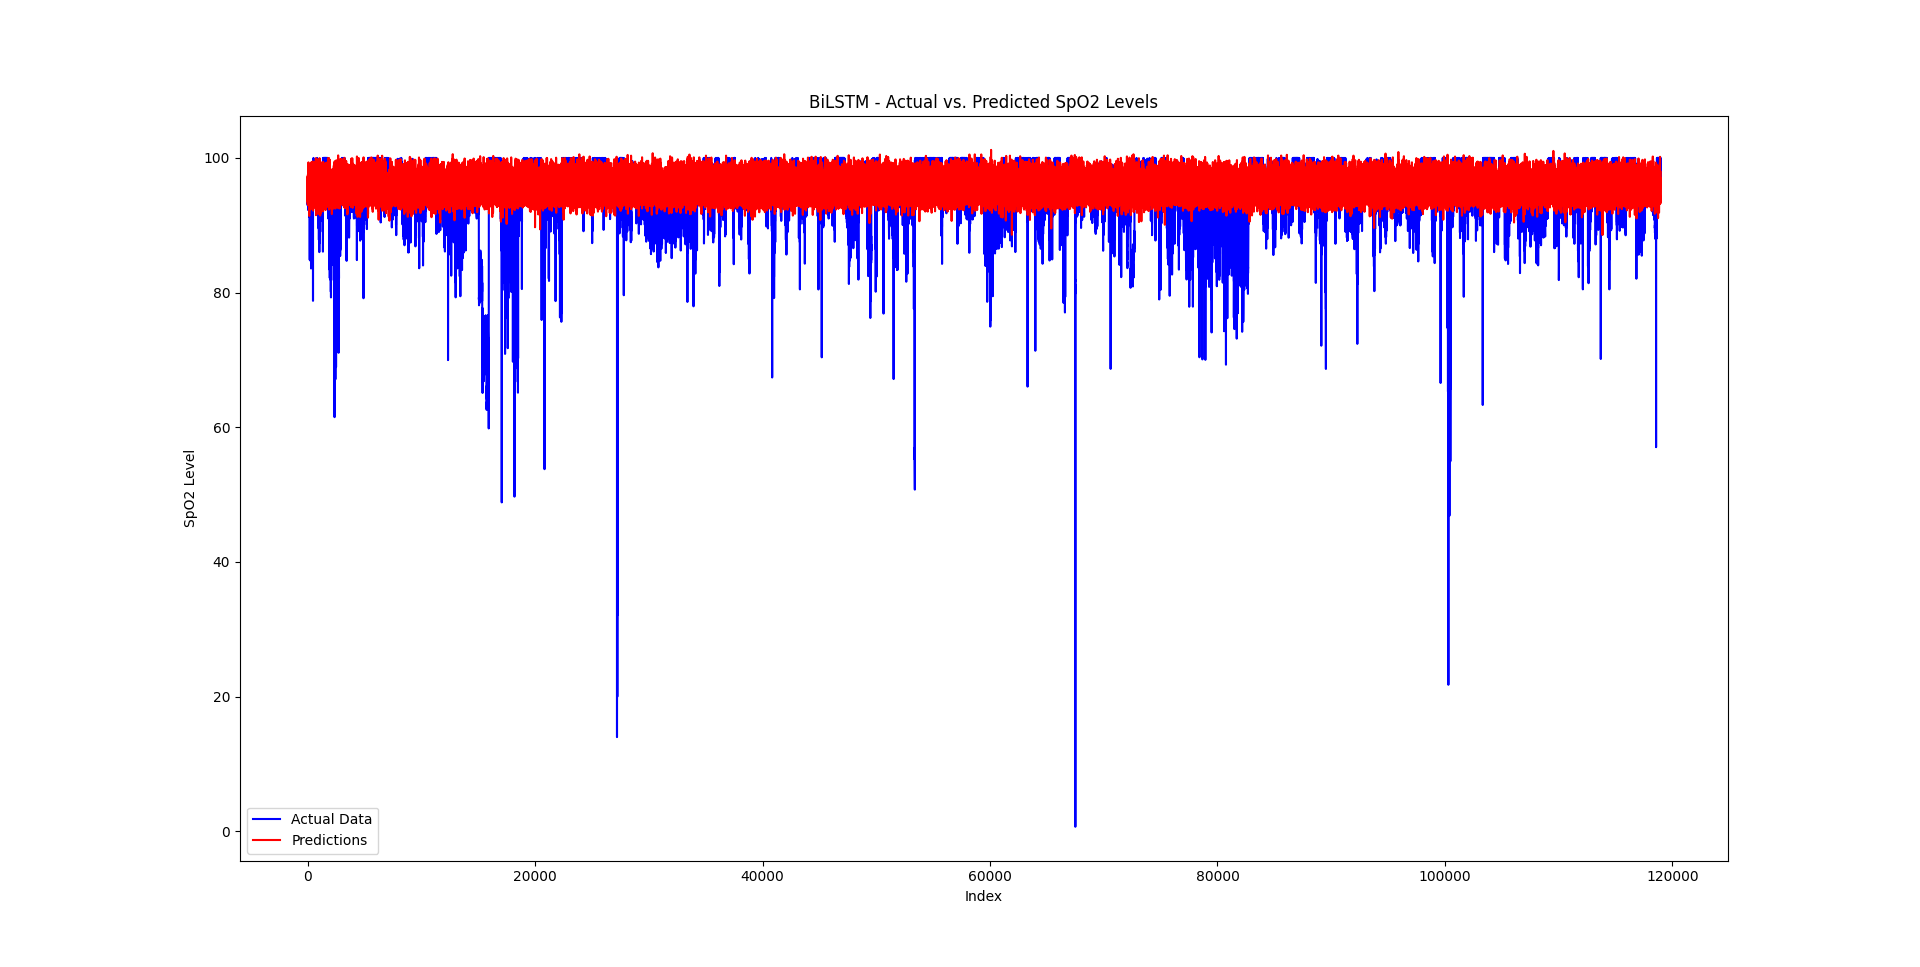 BiLSTM - Actual vs. Predicted SpO2 Levels
100
80
60
40
20
0
SpO2 Level
Actual Data
Predictions
0 20000 40000 60000 80000 100000 120000
Index